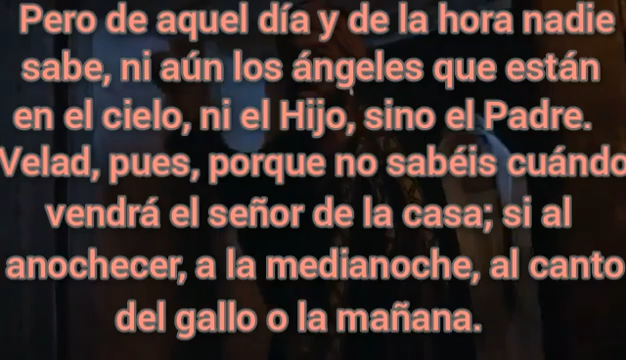 Pero de aquel día y de la hora nadie
sabe, ni aún los ángeles que están
en el cielo, ni el Hijo, sino el Padre.
Velad, pues, porque no sabéis cuándo
vendrá el señor de la casa; si al
anochecer, a la medianoche, al canto
del gallo o la mañana.